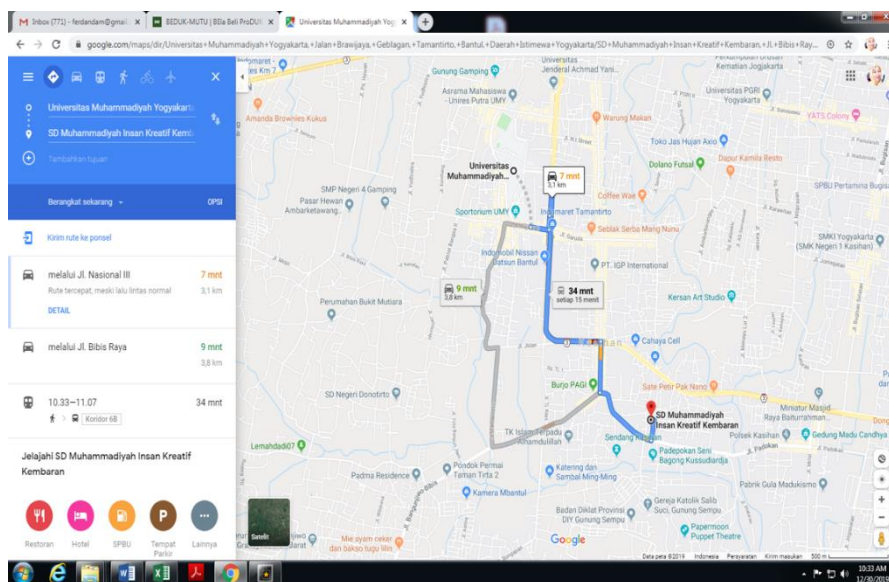 Inbox (771) - ferdandam@gmail
BEDUK-MUTU | BEla Beli ProDUK
Universitas Muhammadiyah Yog
google.com/maps/dir/Universitas+Muhammadiyah+Yogyakarta,+Jalan+Brawijaya,+Geblagan,+Tamantirto,+Bantul,+Daerah+Istimewa+Yogyakarta/SD+Muhammadiyah+Insan+Kreatif+Kembaran,+Jl.+Bibis+Ray...
Universitas Muhammadiyah Yogyakarta
SD Muhammadiyah Insan Kreatif Kemb
Tambahkan tujuan
Berangkat sekarang
OPSI
Kirim rute ke ponsel
melalui Jl. Nasional III
7 mnt
Rute tercepat, meski lalu lintas normal
3,1 km
DETAIL
melalui Jl. Bibis Raya
9 mnt
3,8 km
10.33–11.07
34 mnt
Koridor 6B
Jelajahi SD Muhammadiyah Insan Kreatif
Kembaran
Restoran
Hotel
SPBU
Tempat
Parkir
Lainnya
Indomaret -
es Km 7
Gunung Gamping
Universitas
Jenderal Achmad Yani..
Kematian Jogjakarta
Asrama Mahasiswa
- Unires Putra UMY
Universitas PGRI
Yogyakarta
YATS Colony
Amanda Brownies Kukus
Warung Makan
Toko Jas Hujan Axio
Dapur Kamila Resto
Universitas
Muhammadiyah...
7 mnt
3,1 km
Dolano Futsal
SMP Negeri 4 Gamping
SPBU Pertamina Bugis
Pasar Hewan
Ambarketawang..
Coffee Wae
Sportorium UMY
Indomaret Tamantirto
Seblak Serba Mang Nunu
SMKI Yogyakarta
(SMK Negeri 1 Kasihan)
Indomobil Nissan
Datsun Bantul
PT. IGP International
9 mnt
3,8 km
34 mnt
setiap 15 menit
Perumahan Bukit Mutiara
Kersan Art Studio
Cahaya Cell
Burjo PAGI
Sate Petir Pak Nano
SD Negeri Donotirto
SD Muhammadiyah
Insan Kreatif Kembaran
Miniatur Masjid
Raya Baiturrahman..
TK Islam Terpadu
Alhamdulillah
Sendang
Polsek Kasihan
Gedung Madu Candhya
Lemahdadi07
Padepokan Seni
Bagong Kussudiardja
Padma Residence
Pondok Permai
Taman Tirta 2
Katering dan
Sambal Ming-Ming
Pabrik Gula Madukismo
Kamera Mbantul
Gereja Katolik Salib
Suci, Gunung Sempu
Badan Diklat Provinsi
DIY Gunung Sempu
Mie ayam ceker
dan bakso tugu lilin
Papermoon
Puppet Theatre
Satelit
Google
Data peta ©2019
Indonesia
Persyaratan
Kirim masukan
500 m
10:33 AM